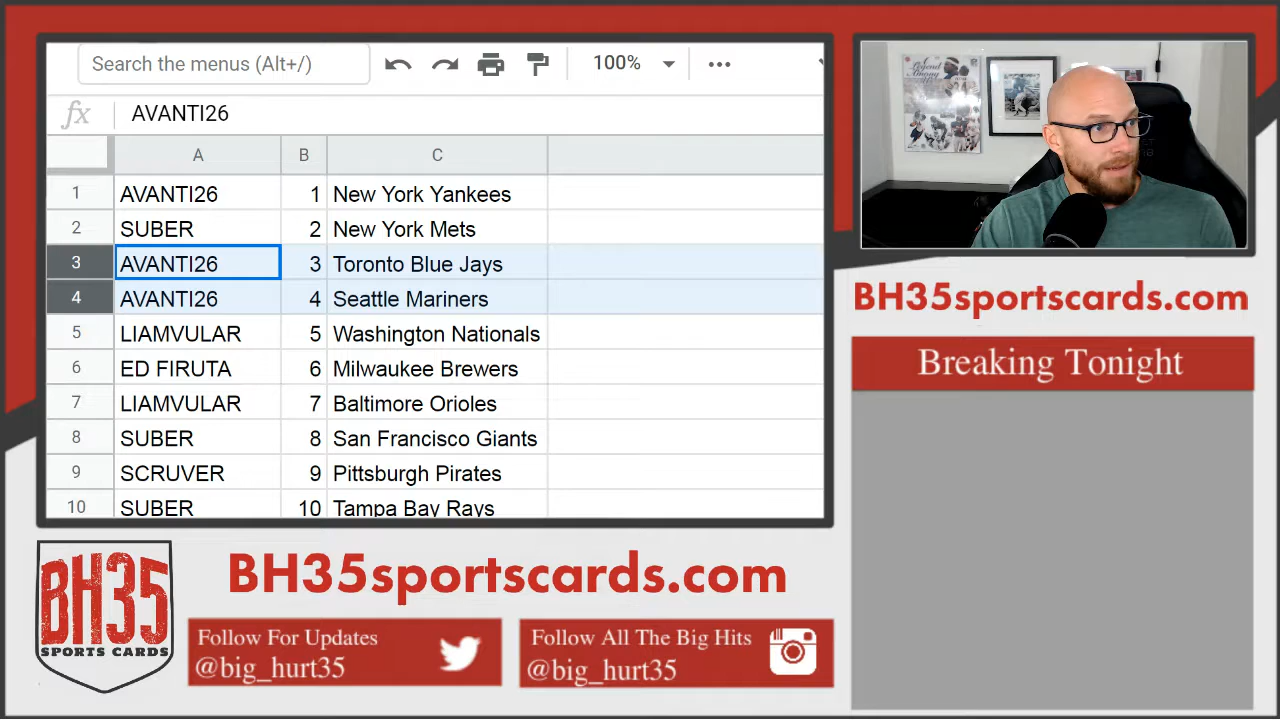 Search the menus (Alt+/)
100%
fx AVANTI26
A B C
1 AVANTI26 1 New York Yankees
2 SUBER 2 New York Mets
3 AVANTI26 3 Toronto Blue Jays
4 AVANTI26 4 Seattle Mariners
5 LIAMVULAR 5 Washington Nationals
6 ED FIRUTA 6 Milwaukee Brewers
7 LIAMVULAR 7 Baltimore Orioles
8 SUBER 8 San Francisco Giants
9 SCRUVER 9 Pittsburgh Pirates
10 SUBER 10 Tampa Bay Rays
BH35sportscards.com
Breaking Tonight
BH35
SPORTS CARDS
BH35sportscards.com
Follow For Updates
@big_hurt35
Follow All The Big Hits
@big_hurt35